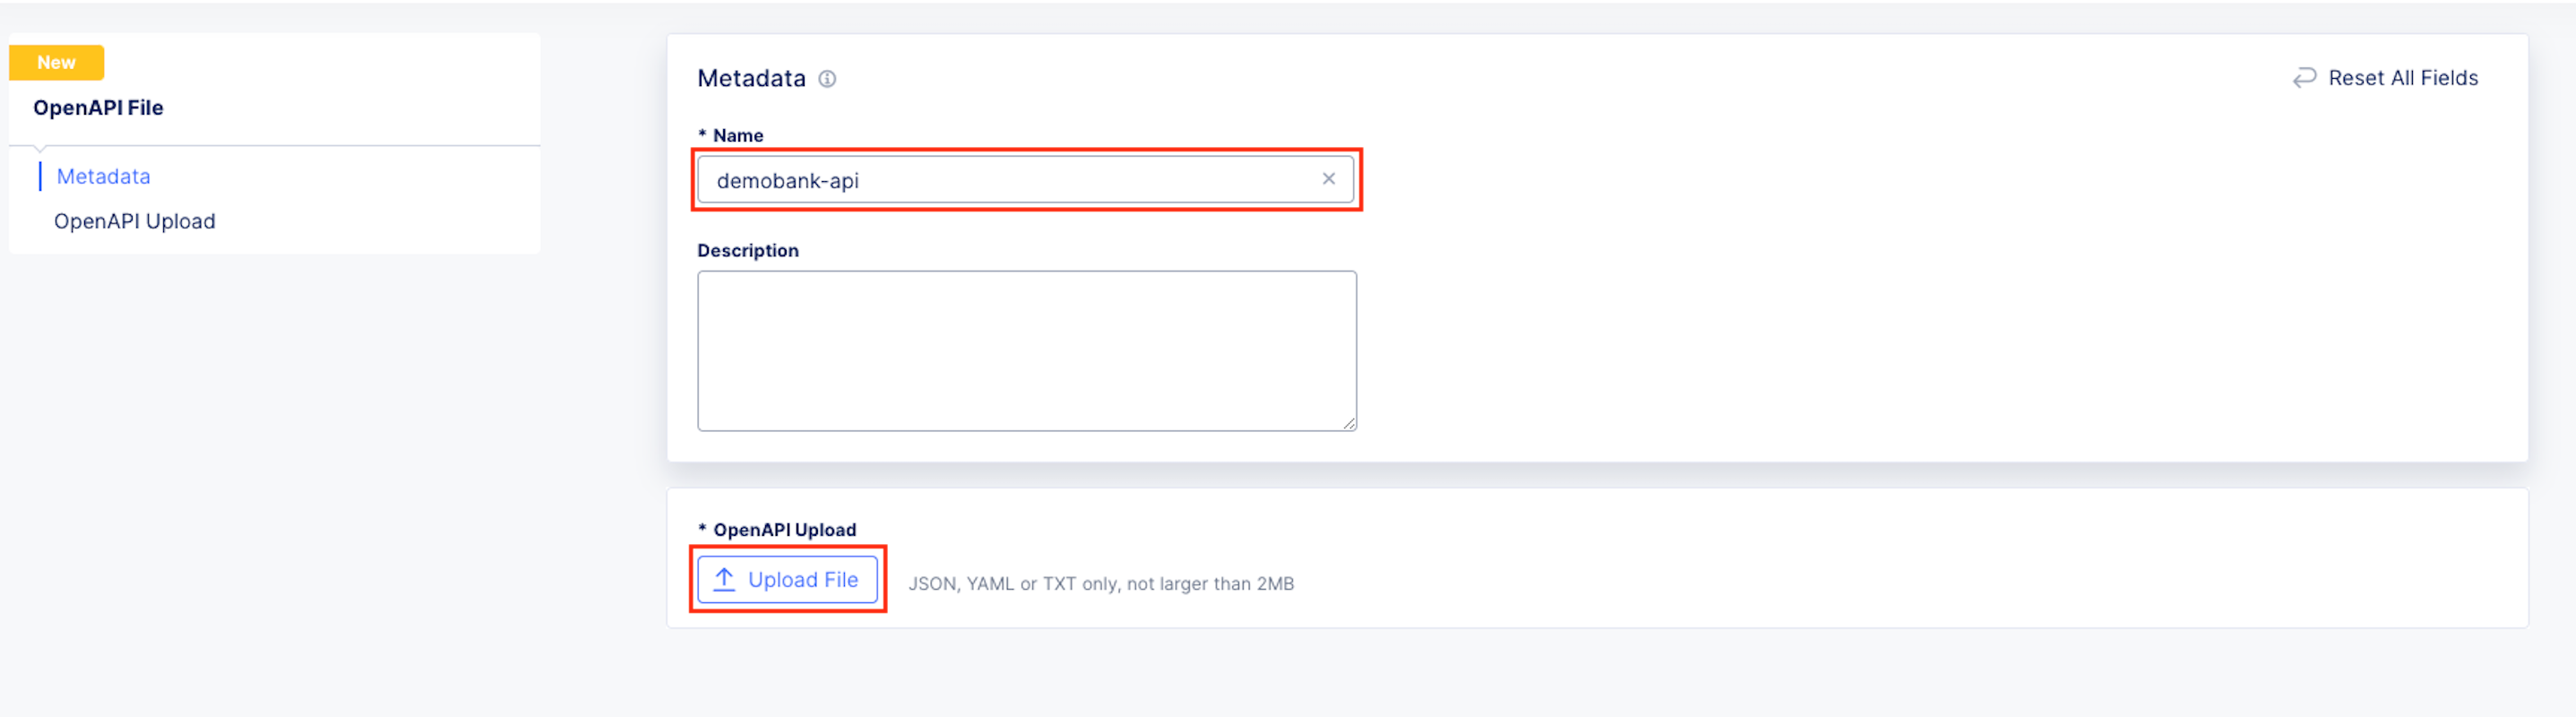 New
OpenAPI File
Metadata
OpenAPI Upload
Metadata
Reset All Fields
* Name
demobank-api
Description
* OpenAPI Upload
Upload File
JSON, YAML or TXT only, not larger than 2MB